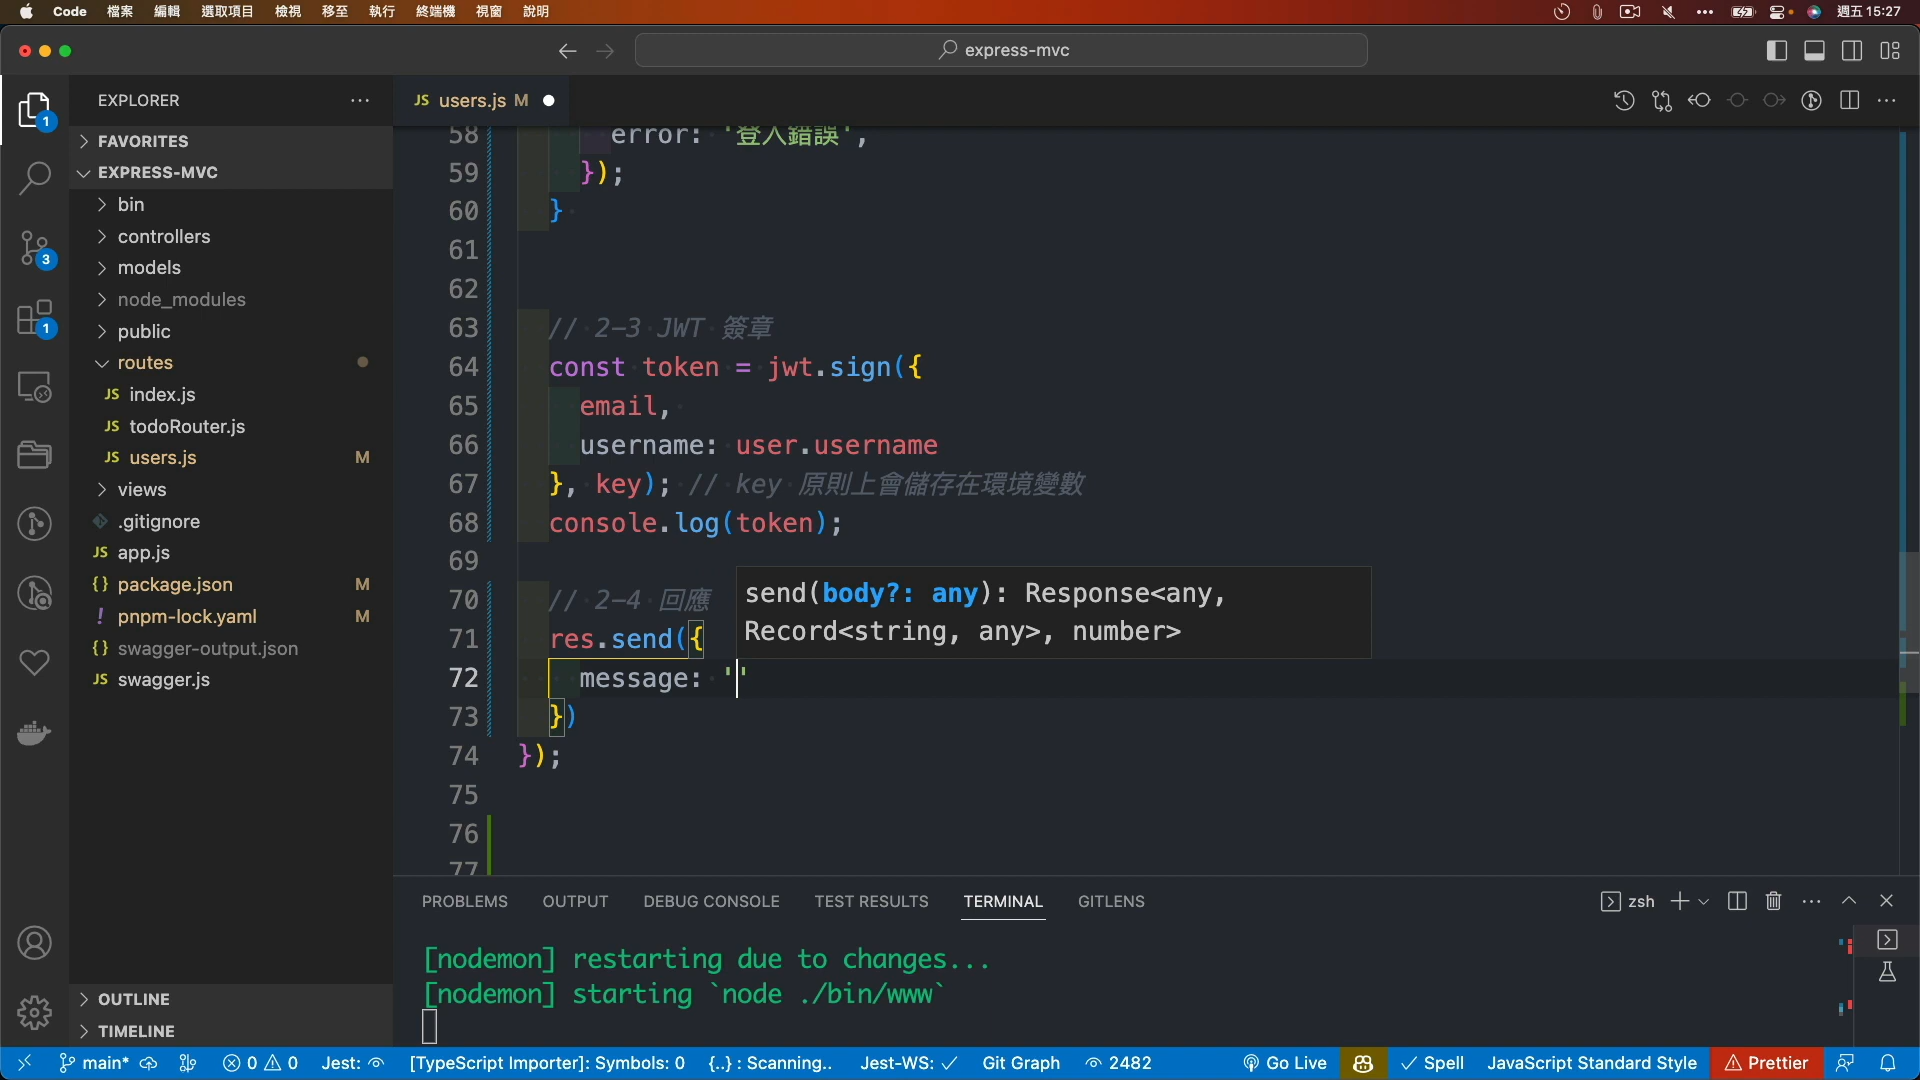 Code 檔案 編輯 選取項目 檢視 移至 執行 終端機 視窗 說明 週五 15:27
express-mvc
EXPLORER
JS users.js M
FAVORITES
EXPRESS-MVC
bin
controllers
models
node_modules
public
routes
JS index.js
JS todoRouter.js
JS users.js M
views
.gitignore
JS app.js
{} package.json M
! pnpm-lock.yaml M
{} swagger-output.json
JS swagger.js
OUTLINE
TIMELINE
1
3
1
58 error: '登入錯誤',
59 });
60 }
61
62
63 // 2-3 JWT 簽章
64 const token = jwt.sign({
65 email,
66 username: user.username
67 }, key); // key 原則上會儲存在環境變數
68 console.log(token);
69
70 // 2-4 回應
71 res.send({
72 message: ''
73 })
74 });
75
76
77
send(body?: any): Response<any,
Record<string, any>, number>
PROBLEMS OUTPUT DEBUG CONSOLE TEST RESULTS TERMINAL GITLENS zsh
[nodemon] restarting due to changes...
[nodemon] starting `node ./bin/www`
main* 0 0 Jest: [TypeScript Importer]: Symbols: 0 {..} : Scanning.. Jest-WS: Git Graph 2482 Go Live Spell JavaScript Standard Style Prettier